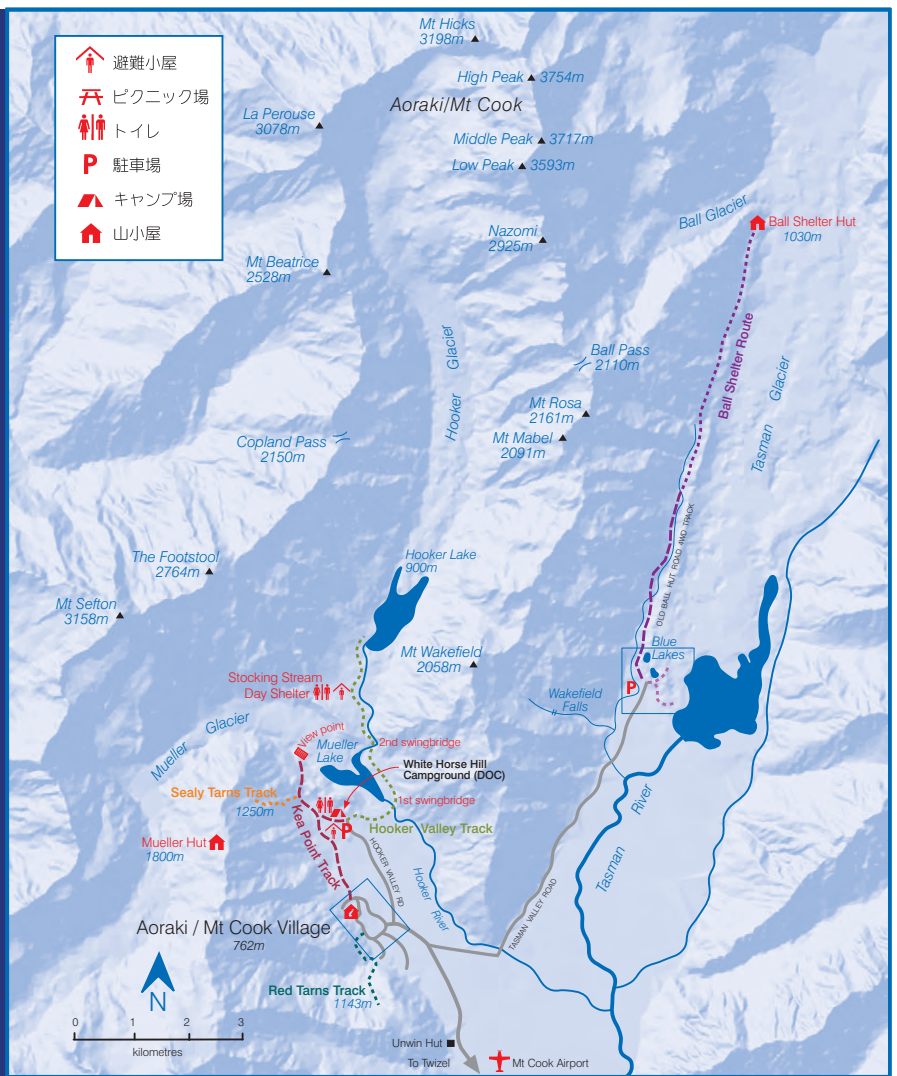 避難小屋
ピクニック場
トイレ
P 駐車場
キャンプ場
山小屋
Mt Hicks
3198m
High Peak 3754m
Aoraki/Mt Cook
La Perouse
3078m
Middle Peak 3717m
Low Peak 3593m
Ball Glacier
Ball Shelter Hut
1030m
Nazomi
2925m
Mt Beatrice
2528m
Hooker Glacier
Ball Pass
2110m
Ball Shelter Route
Tasman Glacier
Mt Rosa
2161m
Mt Mabel
2091m
Copland Pass
2150m
OLD BALL HUT ROAD 4WD TRACK
The Footstool
2764m
Hooker Lake
900m
Mt Sefton
3158m
Mt Wakefield
2058m
Blue
Lakes
P
Stocking Stream
Day Shelter
Wakefield
Falls
Mueller Glacier
View point
Mueller
Lake
2nd swingbridge
White Horse Hill
Campground (DOC)
Sealy Tarns Track
1250m
1st swingbridge
P
Hooker Valley Track
Kea Point Track
Mueller Hut
1800m
HOOKER VALLEY RD
Hooker River
Tasman River
TASMAN VALLEY ROAD
Aoraki / Mt Cook Village
762m
N
Red Tarns Track
1143m
0 1 2 3
kilometres
Unwin Hut
To Twizel
Mt Cook Airport